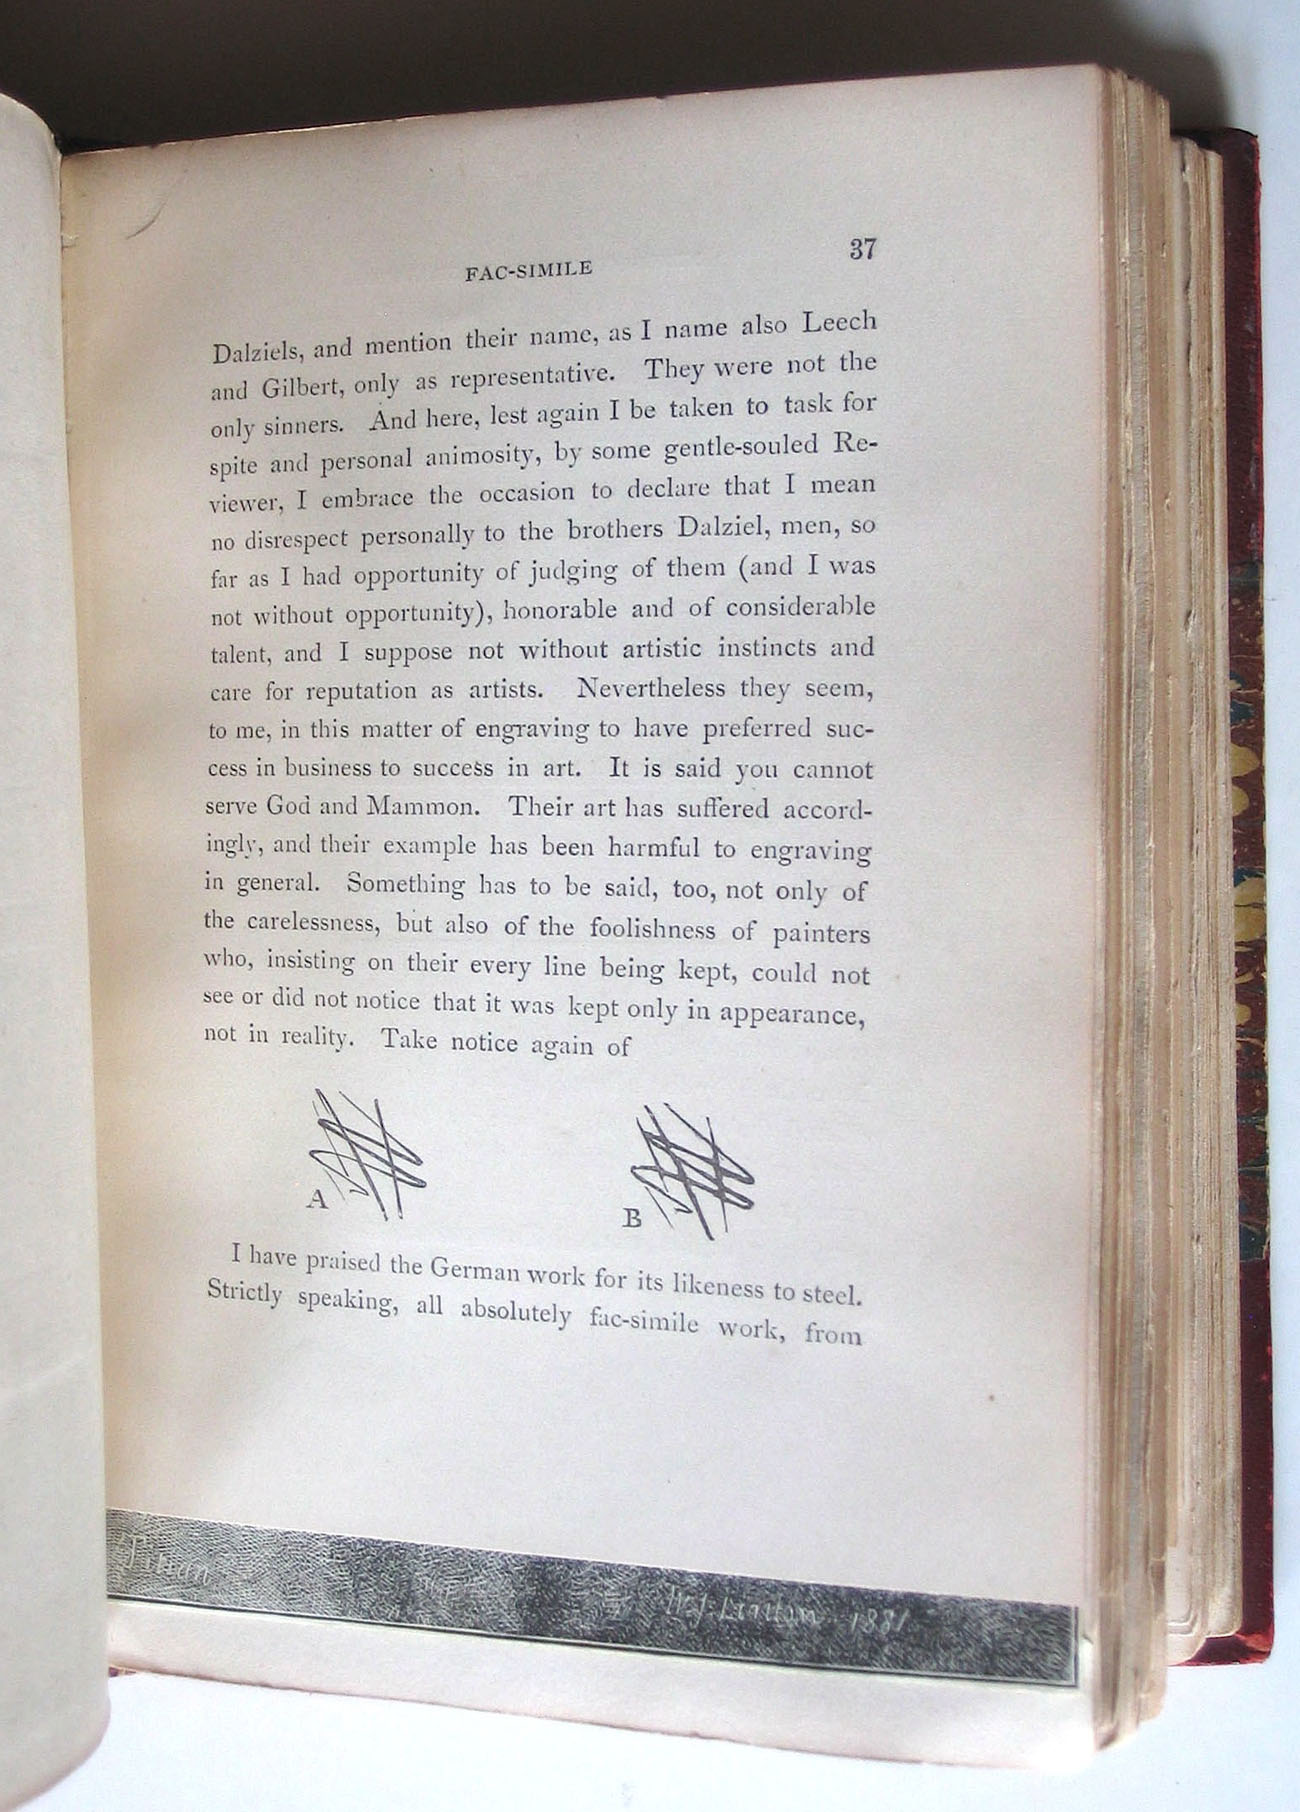 37
FAC-SIMILE
Dalziels, and mention their name, as I name also Leech
and Gilbert, only as representative. They were not the
only sinners. And here, lest again I be taken to task for
spite and personal animosity, by some gentle-souled Re-
viewer, I embrace the occasion to declare that I mean
no disrespect personally to the brothers Dalziel, men, so
far as I had opportunity of judging of them (and I was
not without opportunity), honorable and of considerable
talent, and I suppose not without artistic instincts and
care for reputation as artists. Nevertheless they seem,
to me, in this matter of engraving to have preferred suc-
cess in business to success in art. It is said you cannot
serve God and Mammon. Their art has suffered accord-
ingly, and their example has been harmful to engraving
in general. Something has to be said, too, not only of
the carelessness, but also of the foolishness of painters
who, insisting on their every line being kept, could not
see or did not notice that it was kept only in appearance,
not in reality. Take notice again of
A B
I have praised the German work for its likeness to steel.
Strictly speaking, all absolutely fac-simile work, from
W. J. Linton 1881